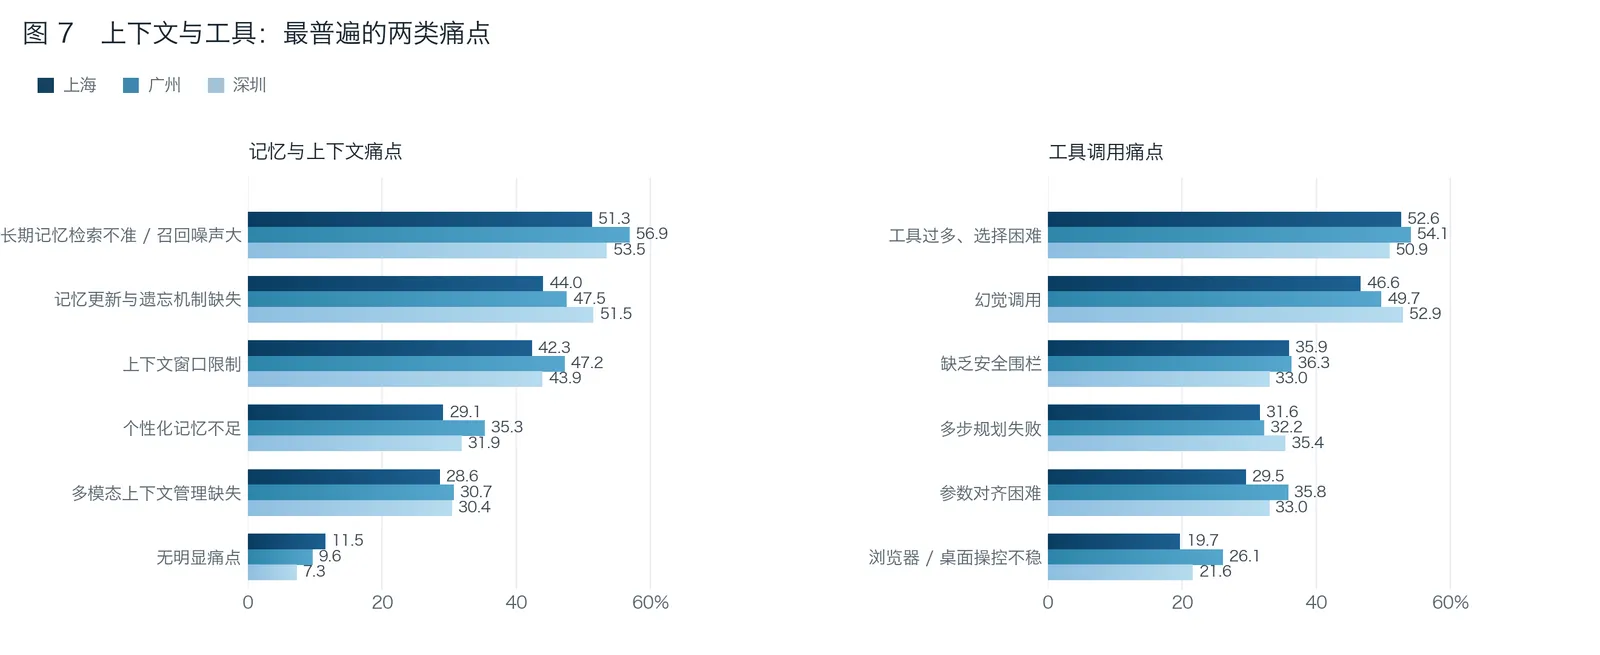 图 7 上下文与工具：最普遍的两类痛点
上海 广州 深圳
记忆与上下文痛点
长期记忆检索不准 / 召回噪声大
51.3
56.9
53.5
记忆更新与遗忘机制缺失
44.0
47.5
51.5
上下文窗口限制
42.3
47.2
43.9
个性化记忆不足
29.1
35.3
31.9
多模态上下文管理缺失
28.6
30.7
30.4
无明显痛点
11.5
9.6
7.3
0 20 40 60%
工具调用痛点
工具过多、选择困难
52.6
54.1
50.9
幻觉调用
46.6
49.7
52.9
缺乏安全围栏
35.9
36.3
33.0
多步规划失败
31.6
32.2
35.4
参数对齐困难
29.5
35.8
33.0
浏览器 / 桌面操控不稳
19.7
26.1
21.6
0 20 40 60%